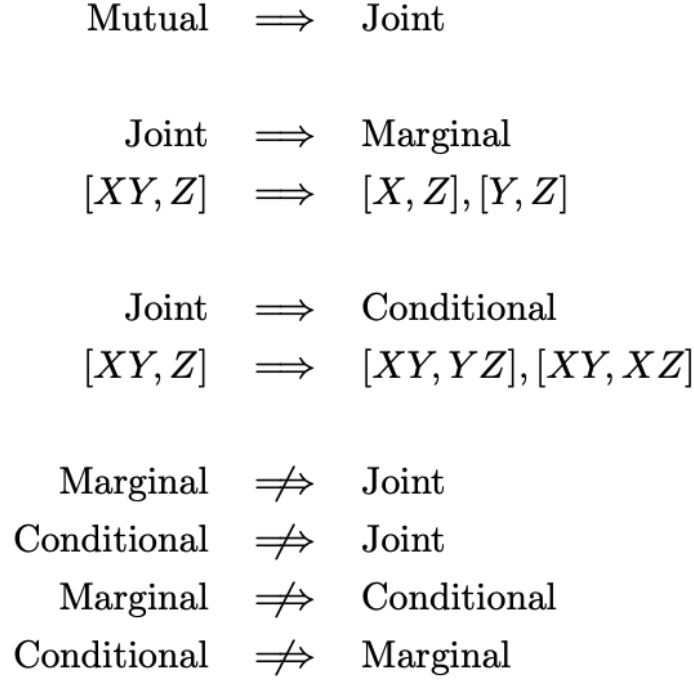 Mutual ⟹ Joint
Joint ⟹ Marginal
[XY, Z] ⟹ [X, Z], [Y, Z]
Joint ⟹ Conditional
[XY, Z] ⟹ [XY, YZ], [XY, XZ]
Marginal ⟹̸ Joint
Conditional ⟹̸ Joint
Marginal ⟹̸ Conditional
Conditional ⟹̸ Marginal